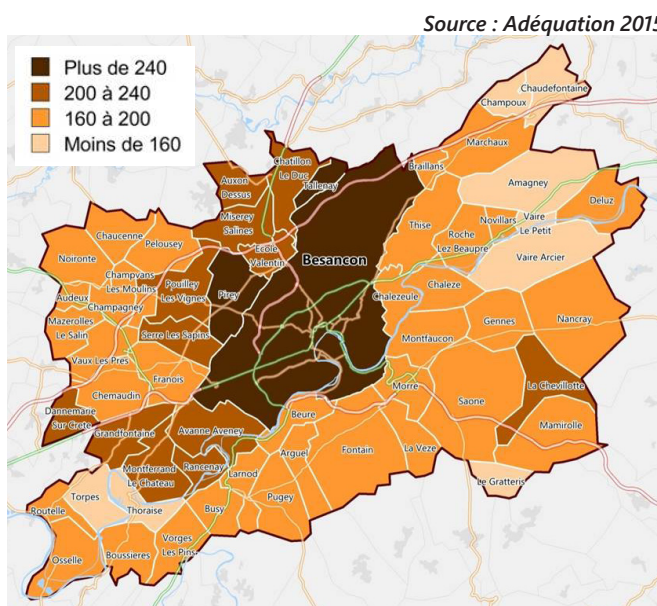 Source : Adéquation 2015
Plus de 240
200 à 240
160 à 200
Moins de 160
Chaudefontaine
Champoux
Marchaux
Chatillon
Le Duc
Braillans
Tallenay
Auxon
Dessus
Amagney
Deluz
Miserey
Salines
Novillars
Vaire
Le Petit
Thise
Roche
Lez Beaupre
Chaucenne
Pelousey
Ecole
Valentin
Besancon
Vaire Arcier
Noironte
Champvans
Les Moulins
Pouilley
Les Vignes
Pirey
Chaleze
Chalezeule
Audeux
Champagney
Mazerolles
Le Salin
Gennes
Nancray
Serre Les Sapins
Montfaucon
Vaux Les Pres
Franois
Morre
La Chevillotte
Chemaudin
Saone
Dannemarie
Sur Crete
Beure
Mamirolle
Grandfontaine
Avanne Aveney
Arguel
Fontain
La Veze
Montferrand
Le Chateau
Rancenay
Larnod
Le Gratteris
Torpes
Pugey
Routelle
Thoraise
Busy
Vorges
Les Pins
Osselle
Boussieres